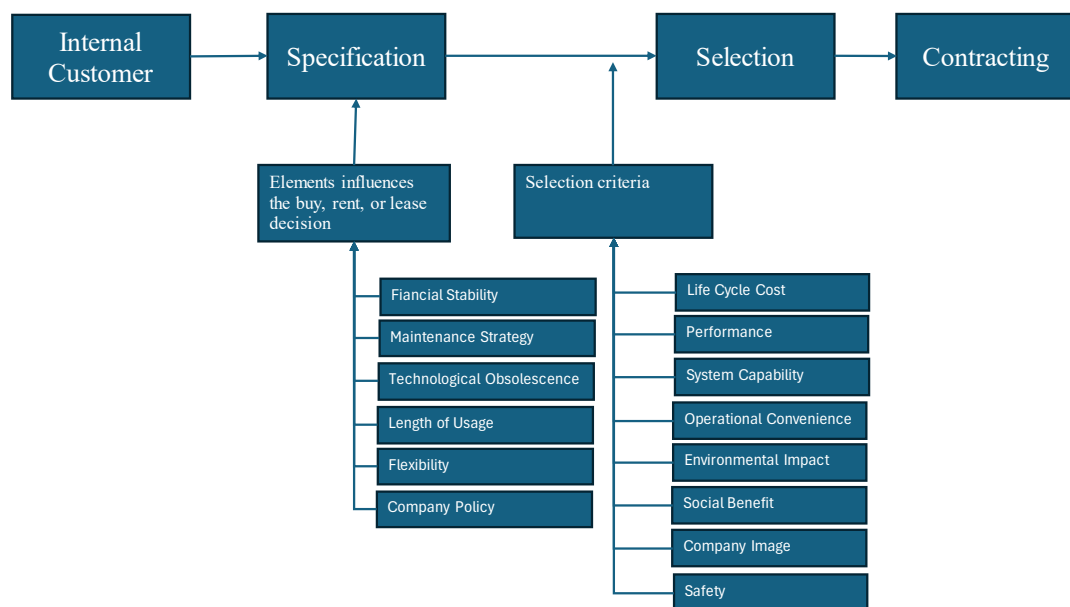 Internal
Customer
Specification
Selection
Contracting
Elements influences
the buy, rent, or lease
decision
Selection criteria
Fiancial Stability
Maintenance Strategy
Technological Obsolescence
Length of Usage
Flexibility
Company Policy
Life Cycle Cost
Performance
System Capability
Operational Convenience
Environmental Impact
Social Benefit
Company Image
Safety